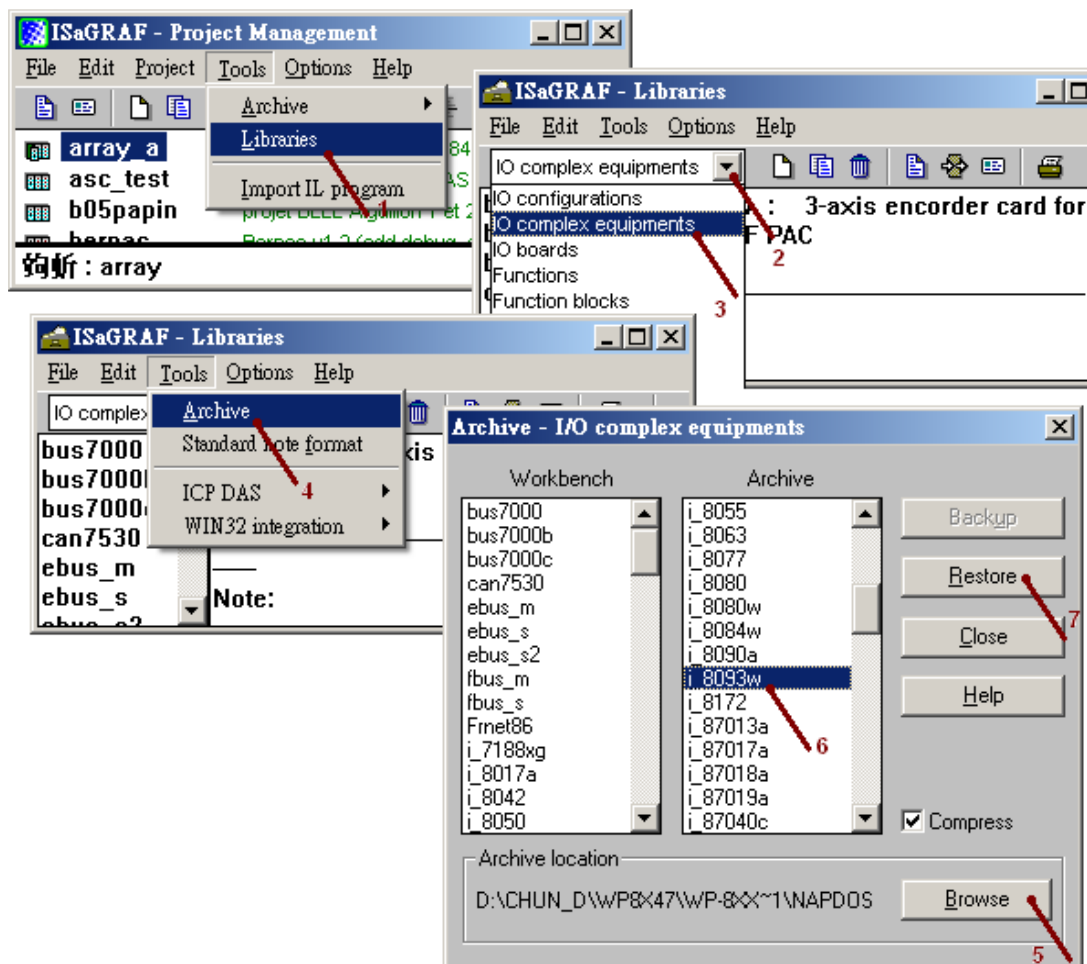 ISaGRAF - Project Management
File Edit Project Tools Options Help
Archive
Libraries
Import IL program
1
array_a
asc_test
b05papin
array
ISaGRAF - Libraries
File Edit Tools Options Help
IO complex equipments
IO configurations
IO complex equipments
IO boards
Functions
Function blocks
2
3
: 3-axis encorder card for
F PAC
ISaGRAF - Libraries
File Edit Tools Options Help
IO complex
Archive
Standard note format
ICP DAS
WIN32 integration
4
bus7000
can7530
ebus_m
ebus_s
Note:
Archive - I/O complex equipments
Workbench
bus7000
bus7000b
bus7000c
can7530
ebus_m
ebus_s
ebus_s2
fbus_m
fbus_s
Frnet86
i_7188xg
i_8017a
i_8042
i_8050
Archive
i_8055
i_8063
i_8077
i_8080
i_8080w
i_8084w
i_8090a
i_8093w
i_8172
i_87013a
i_87017a
i_87018a
i_87019a
i_87040c
6
Backup
Restore
7
Close
Help
Compress
Archive location
D:\CHUN_D\WP8X47\WP-8XX~1\NAPDOS
Browse
5